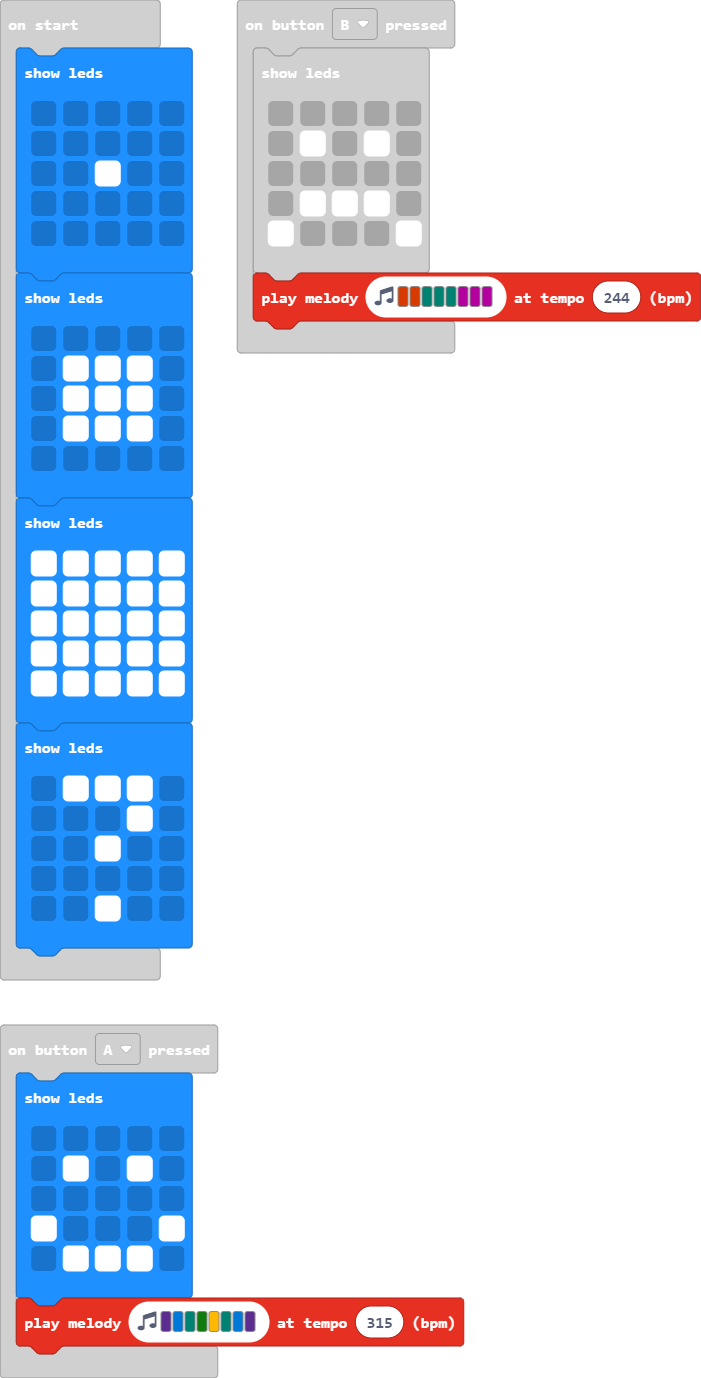 on start
show leds
show leds
show leds
show leds
on button B pressed
show leds
play melody at tempo 244 (bpm)
on button A pressed
show leds
play melody at tempo 315 (bpm)